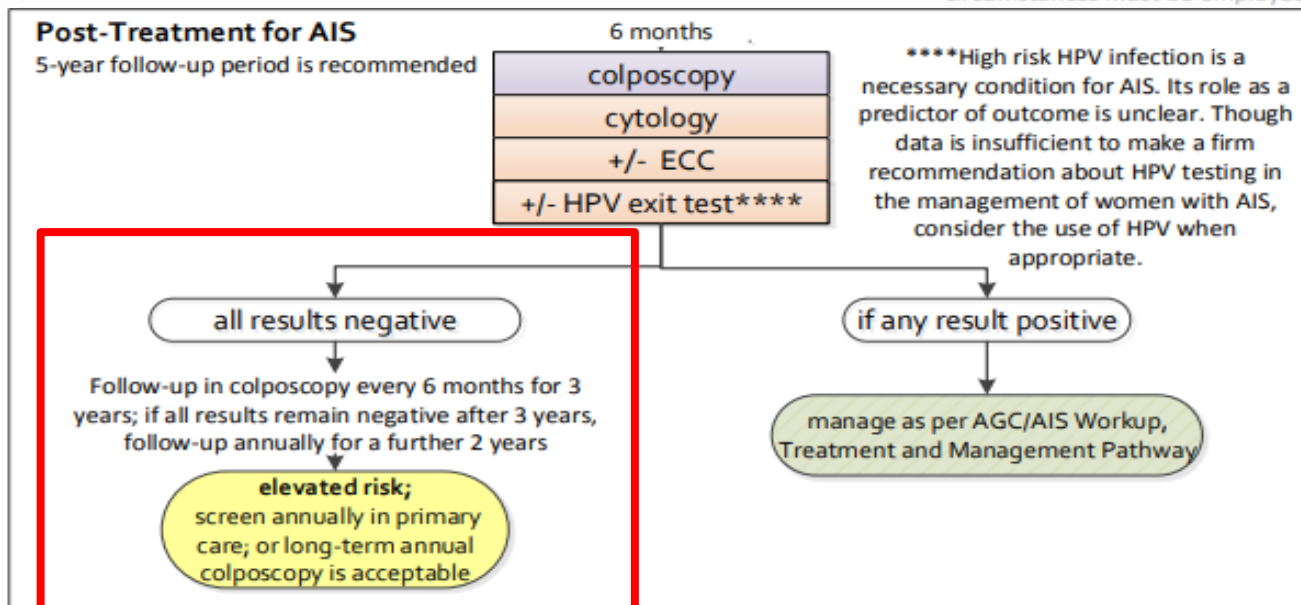 Post-Treatment for AIS
5-year follow-up period is recommended
6 months
colposcopy
cytology
+/- ECC
+/- HPV exit test****
****High risk HPV infection is a
necessary condition for AIS. Its role as a
predictor of outcome is unclear. Though
data is insufficient to make a firm
recommendation about HPV testing in
the management of women with AIS,
consider the use of HPV when
appropriate.
all results negative
Follow-up in colposcopy every 6 months for 3
years; if all results remain negative after 3 years,
follow-up annually for a further 2 years
elevated risk;
screen annually in primary
care; or long-term annual
colposcopy is acceptable
if any result positive
manage as per AGC/AIS Workup,
Treatment and Management Pathway